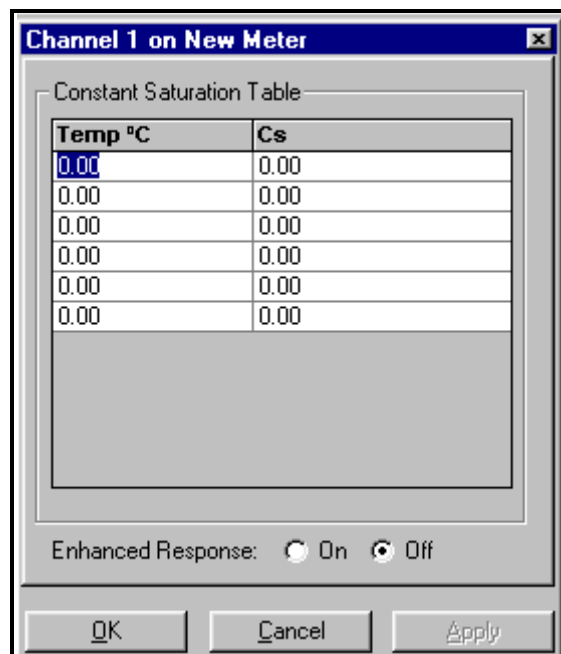 Channel 1 on New Meter
Constant Saturation Table
Temp ºC Cs
0.00 0.00
0.00 0.00
0.00 0.00
0.00 0.00
0.00 0.00
0.00 0.00
Enhanced Response: On Off
OK Cancel Apply